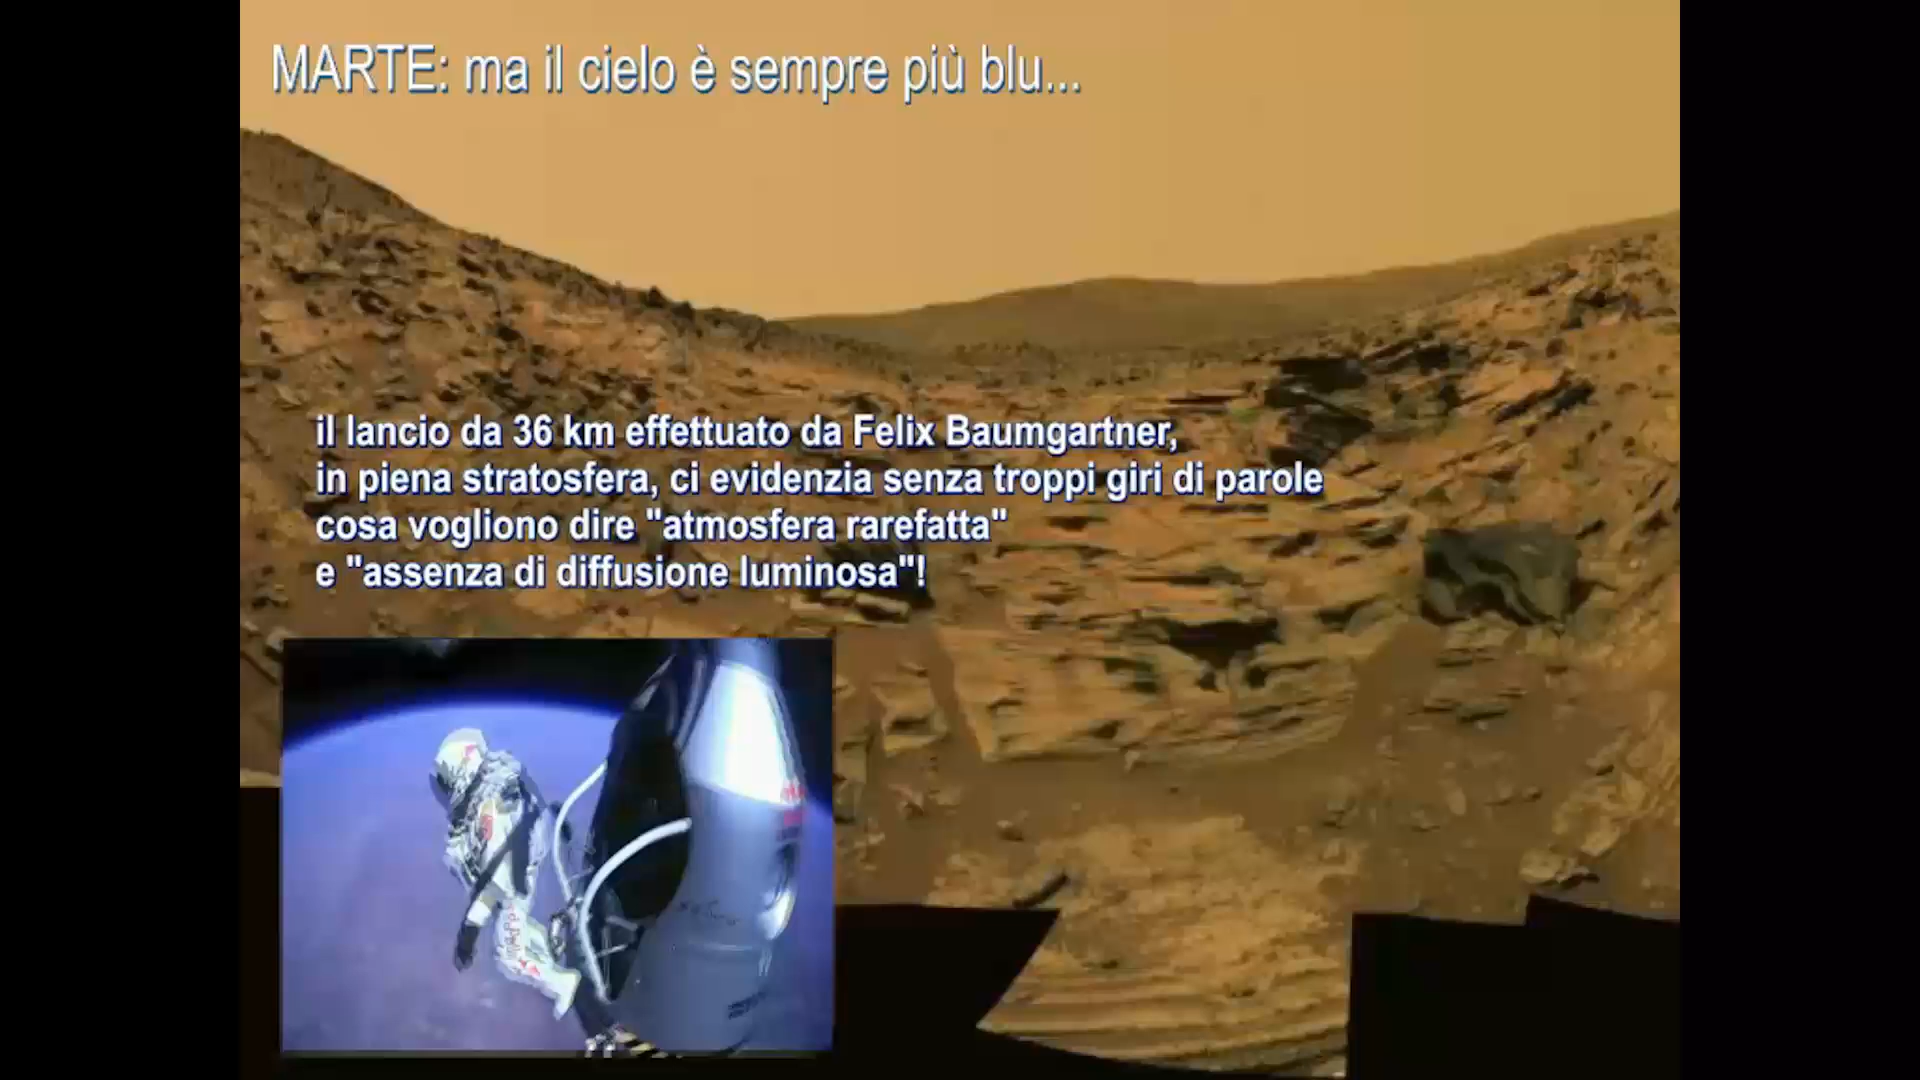 MARTE: ma il cielo è sempre più blu...
il lancio da 36 km effettuato da Felix Baumgartner,
in piena stratosfera, ci evidenzia senza troppi giri di parole
cosa vogliono dire "atmosfera rarefatta"
e "assenza di diffusione luminosa"!